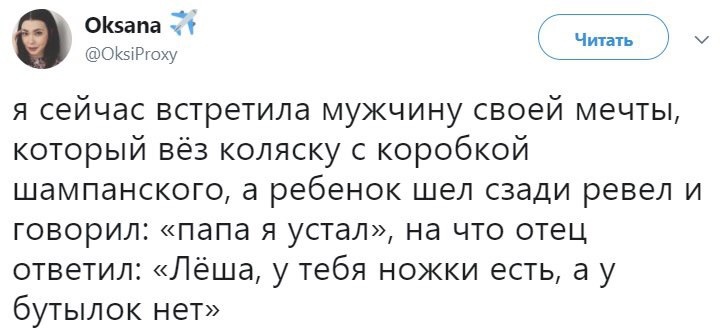 Oksana ✈️
@OksiProxy
Читать
я сейчас встретила мужчину своей мечты,
который вёз коляску с коробкой
шампанского, а ребенок шел сзади ревел и
говорил: «папа я устал», на что отец
ответил: «Лёша, у тебя ножки есть, а у
бутылок нет»